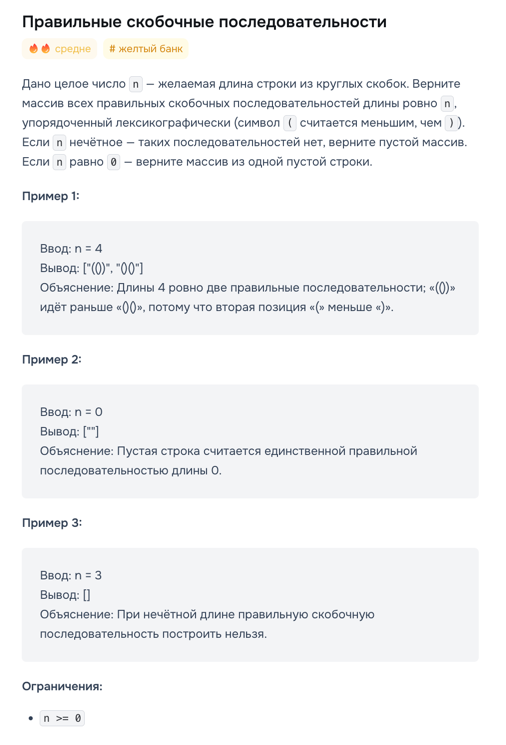 Правильные скобочные последовательности
🔥🔥 средне # желтый банк
Дано целое число n — желаемая длина строки из круглых скобок. Верните
массив всех правильных скобочных последовательностей длины ровно n,
упорядоченный лексикографически (символ ( считается меньшим, чем ) ).
Если n нечётное — таких последовательностей нет, верните пустой массив.
Если n равно 0 — верните массив из одной пустой строки.
Пример 1:
Ввод: n = 4
Вывод: ["(())", "()()"]
Объяснение: Длины 4 ровно две правильные последовательности; «(())»
идёт раньше «()()», потому что вторая позиция «(» меньше «)».
Пример 2:
Ввод: n = 0
Вывод: [""]
Объяснение: Пустая строка считается единственной правильной
последовательностью длины 0.
Пример 3:
Ввод: n = 3
Вывод: []
Объяснение: При нечётной длине правильную скобочную
последовательность построить нельзя.
Ограничения:
• n >= 0